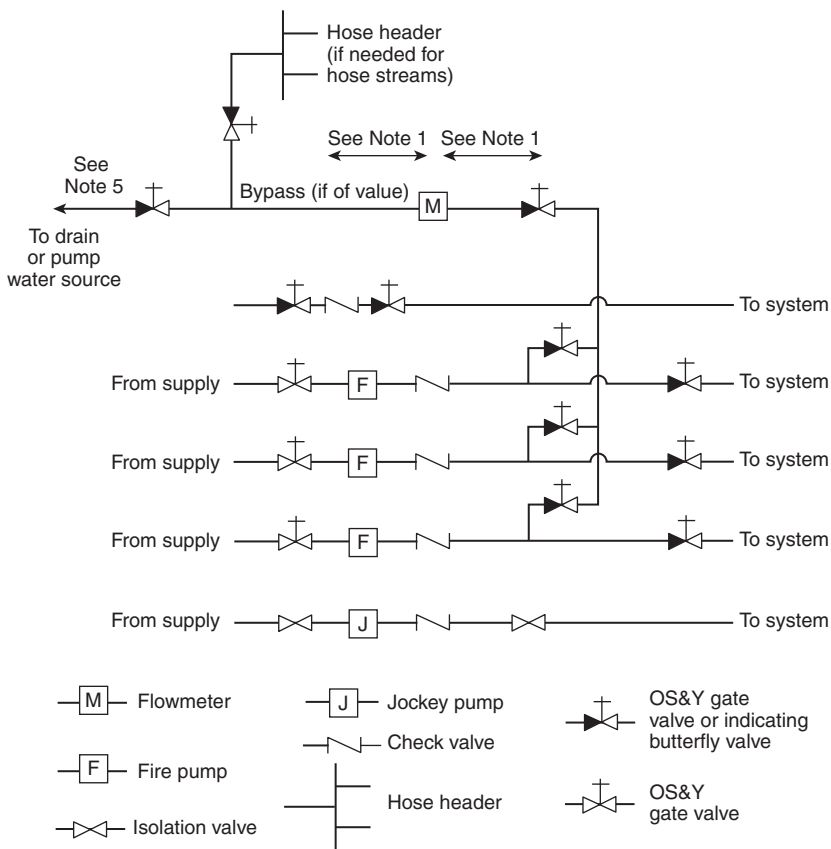 Hose header
(if needed for
hose streams)
See Note 1
See Note 1
See
Note 5
Bypass (if of value)
M
To drain
or pump
water source
To system
From supply
F
To system
From supply
F
To system
From supply
F
To system
From supply
J
To system
M
Flowmeter
J
Jockey pump
OS&Y gate
valve or indicating
butterfly valve
Check valve
F
Fire pump
Hose header
OS&Y
gate valve
Isolation valve